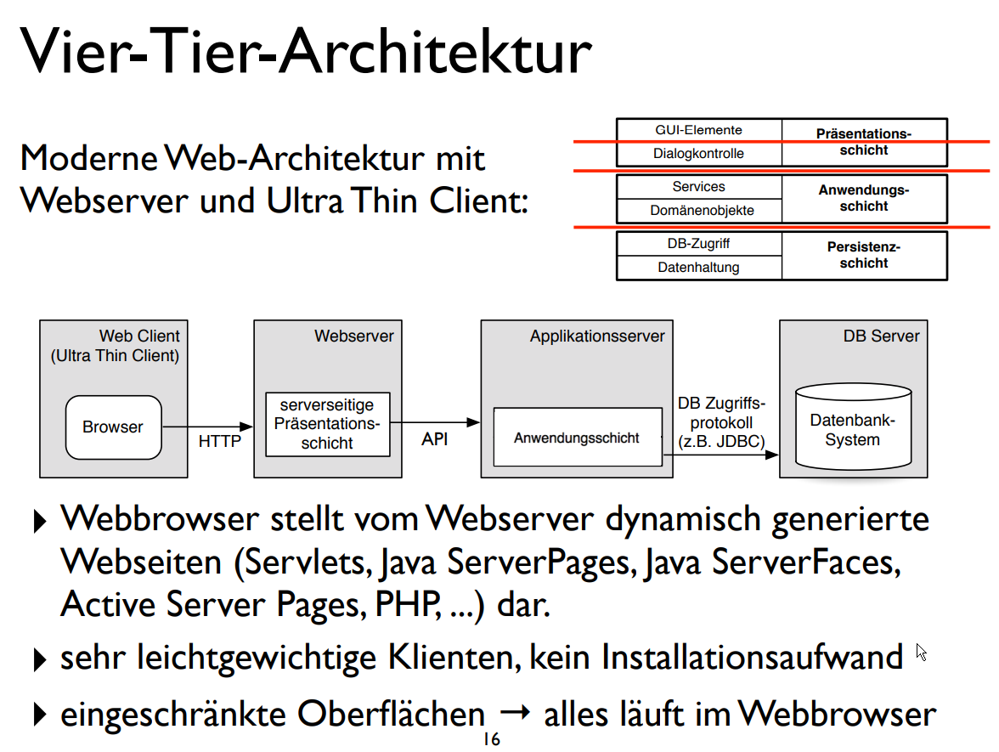 Vier-Tier-Architektur
Moderne Web-Architektur mit
Webserver und Ultra Thin Client:
GUI-Elemente
Dialogkontrolle
Präsentations-
schicht
Services
Domänenobjekte
Anwendungs-
schicht
DB-Zugriff
Datenhaltung
Persistenz-
schicht
Web Client
(Ultra Thin Client)
Browser
HTTP
Webserver
serverseitige
Präsentations-
schicht
API
Applikationsserver
Anwendungsschicht
DB Zugriffs-
protokoll
(z.B. JDBC)
DB Server
Datenbank-
System
Webbrowser stellt vom Webserver dynamisch generierte
Webseiten (Servlets, Java ServerPages, Java ServerFaces,
Active Server Pages, PHP, ...) dar.
sehr leichtgewichtige Klienten, kein Installationsaufwand
eingeschränkte Oberflächen → alles läuft im Webbrowser
16